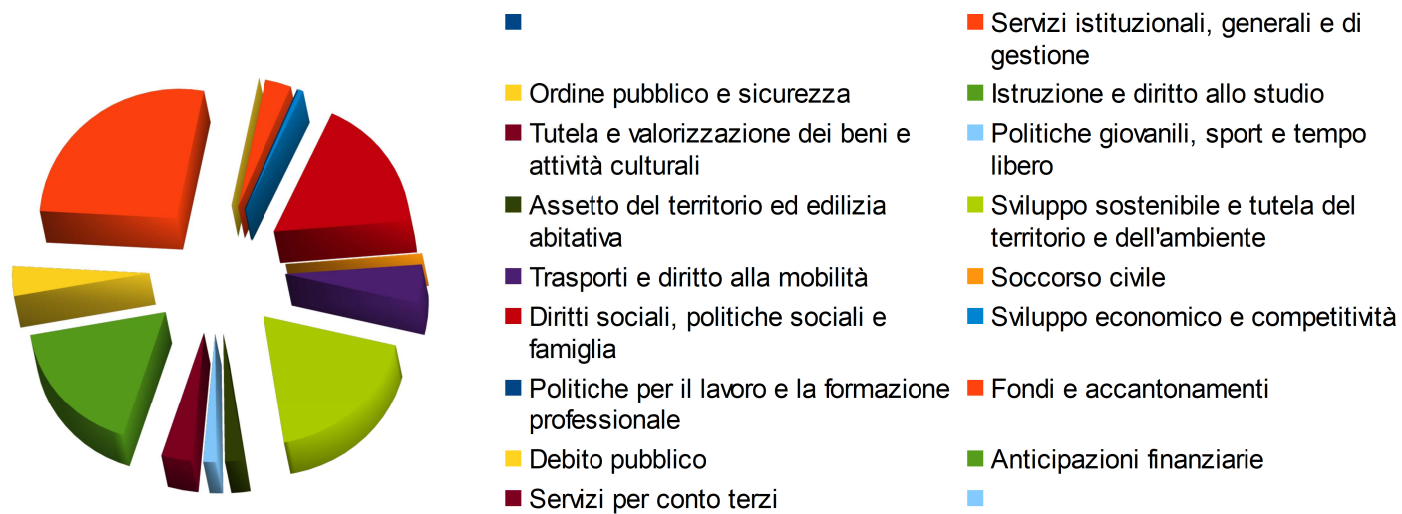 Servizi istituzionali, generali e di
gestione
Ordine pubblico e sicurezza
Istruzione e diritto allo studio
Tutela e valorizzazione dei beni e
attività culturali
Politiche giovanili, sport e tempo
libero
Assetto del territorio ed edilizia
abitativa
Sviluppo sostenibile e tutela del
territorio e dell'ambiente
Trasporti e diritto alla mobilità
Soccorso civile
Diritti sociali, politiche sociali e
famiglia
Sviluppo economico e competitività
Politiche per il lavoro e la formazione
professionale
Fondi e accantonamenti
Debito pubblico
Anticipazioni finanziarie
Servizi per conto terzi